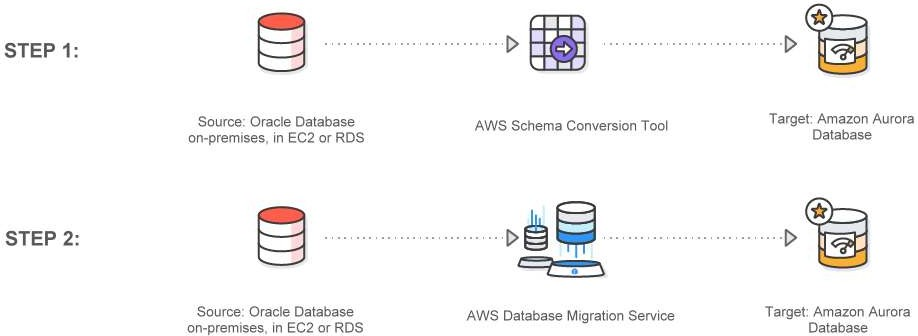 STEP 1:
Source: Oracle Database
on-premises, in EC2 or RDS
AWS Schema Conversion Tool
Target: Amazon Aurora
Database
STEP 2:
Source: Oracle Database
on-premises, in EC2 or RDS
AWS Database Migration Service
Target: Amazon Aurora
Database